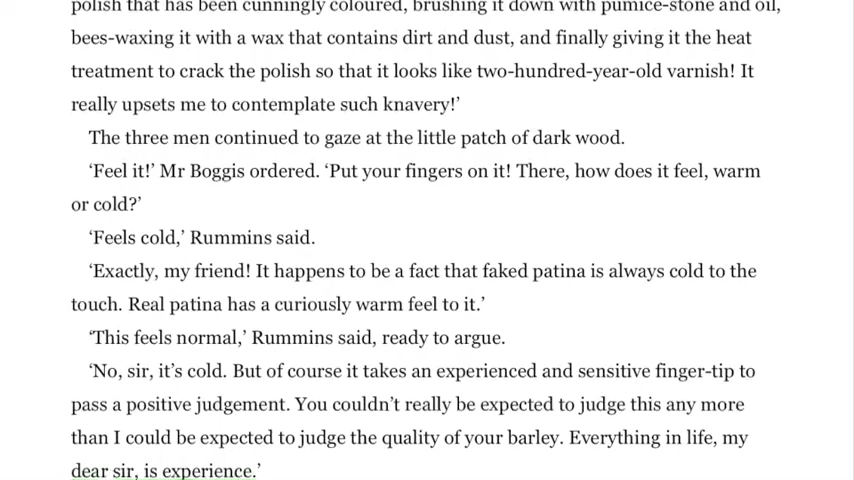 polish that has been cunningly coloured, brushing it down with pumice-stone and oil,
bees-waxing it with a wax that contains dirt and dust, and finally giving it the heat
treatment to crack the polish so that it looks like two-hundred-year-old varnish! It
really upsets me to contemplate such knavery!’
The three men continued to gaze at the little patch of dark wood.
‘Feel it!’ Mr Boggis ordered. ‘Put your fingers on it! There, how does it feel, warm
or cold?’
‘Feels cold,’ Rummins said.
‘Exactly, my friend! It happens to be a fact that faked patina is always cold to the
touch. Real patina has a curiously warm feel to it.’
‘This feels normal,’ Rummins said, ready to argue.
‘No, sir, it’s cold. But of course it takes an experienced and sensitive finger-tip to
pass a positive judgement. You couldn’t really be expected to judge this any more
than I could be expected to judge the quality of your barley. Everything in life, my
dear sir, is experience.’